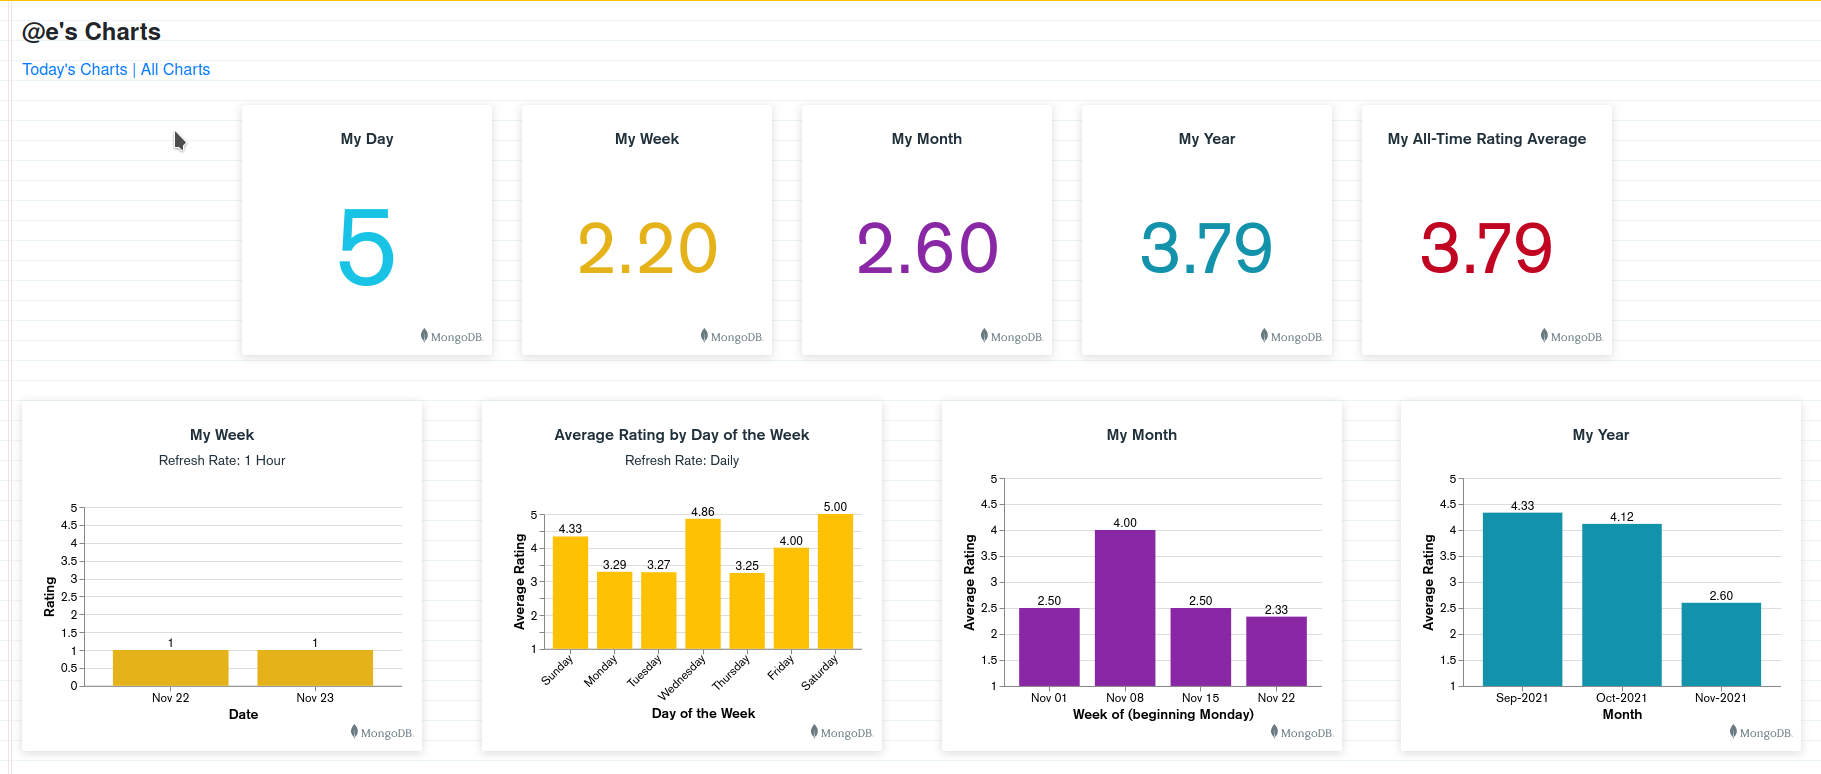 @e's Charts
Today's Charts | All Charts
My Day
5
MongoDB.
My Week
2.20
MongoDB.
My Month
2.60
MongoDB.
My Year
3.79
MongoDB.
My All-Time Rating Average
3.79
MongoDB.
My Week
Refresh Rate: 1 Hour
Rating
5
4.5
4
3.5
3
2.5
2
1.5
1
0.5
0
1
1
Nov 22
Nov 23
Date
MongoDB.
Average Rating by Day of the Week
Refresh Rate: Daily
Average Rating
5
4
3
2
1
4.33
3.29
3.27
4.86
3.25
4.00
5.00
Sunday
Monday
Tuesday
Wednesday
Thursday
Friday
Saturday
Day of the Week
MongoDB.
My Month
Average Rating
5
4.5
4
3.5
3
2.5
2
1.5
1
2.50
4.00
2.50
2.33
Nov 01
Nov 08
Nov 15
Nov 22
Week of (beginning Monday)
MongoDB.
My Year
Average Rating
5
4.5
4
3.5
3
2.5
2
1.5
1
4.33
4.12
2.60
Sep-2021
Oct-2021
Nov-2021
Month
MongoDB.